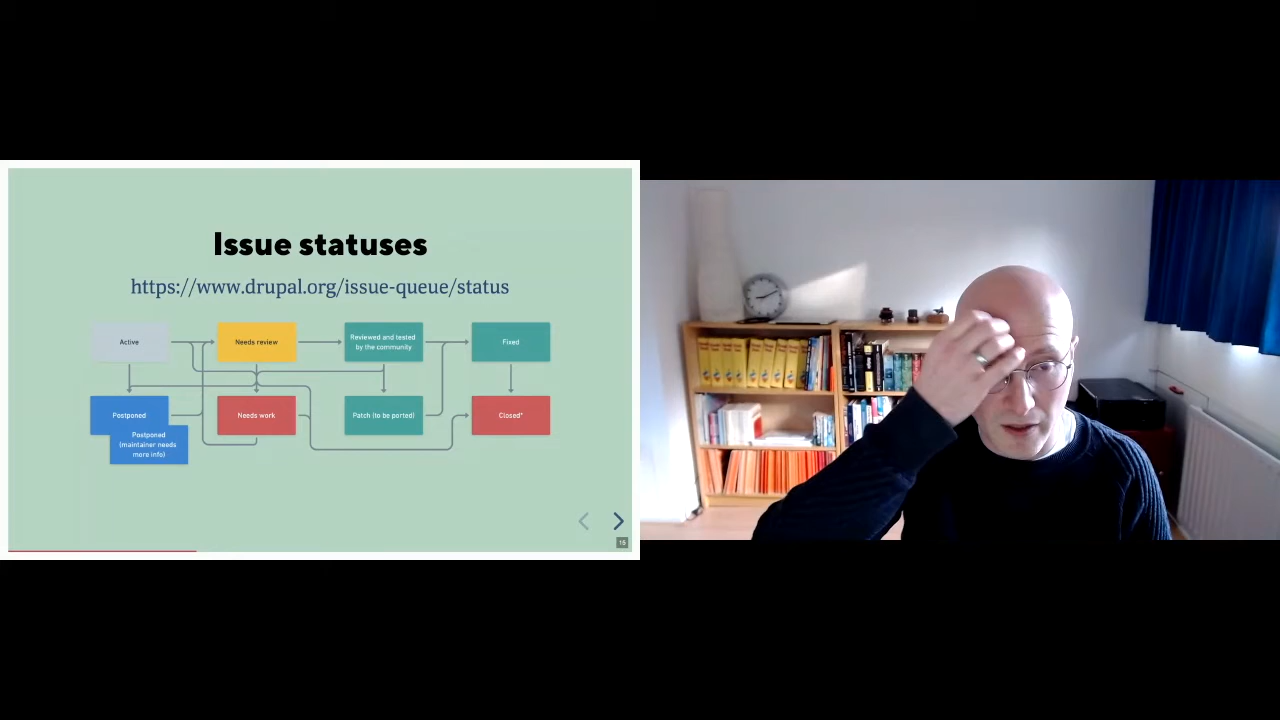 Issue statuses
https://www.drupal.org/issue-queue/status
Active
Needs review
Reviewed and tested
by the community
Fixed
Postponed
Needs work
Patch (to be ported)
Closed*
Postponed
(maintainer needs
more info)
15